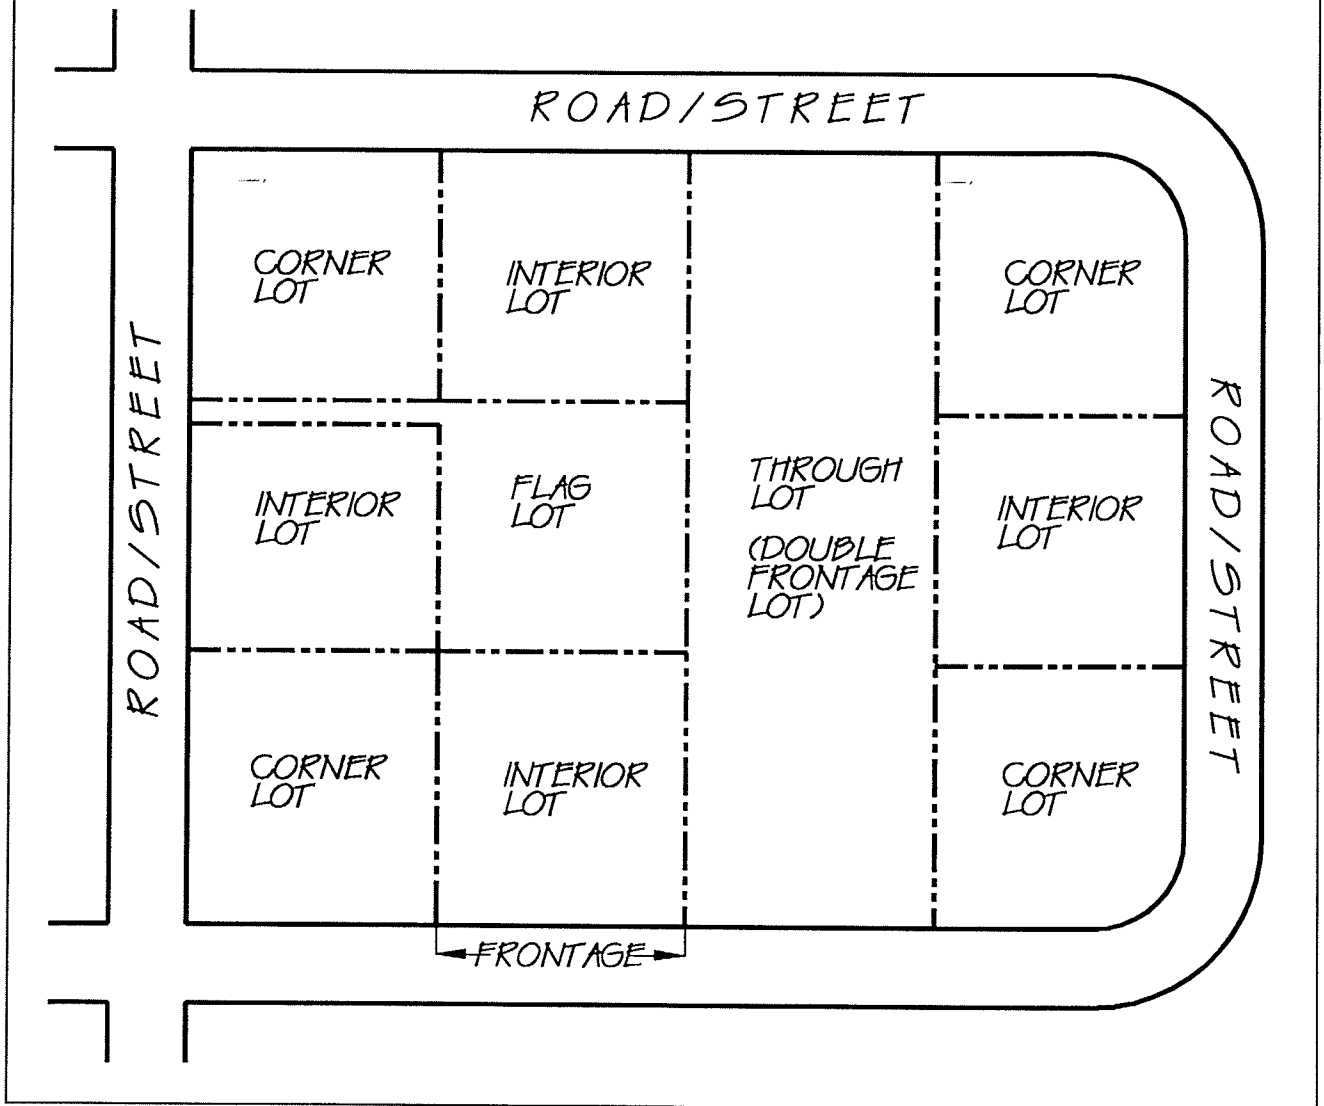 ROAD/STREET
CORNER
LOT
INTERIOR
LOT
CORNER
LOT
ROAD/STREET
INTERIOR
LOT
FLAG
LOT
THROUGH
LOT
(DOUBLE
FRONTAGE
LOT)
INTERIOR
LOT
ROAD/STREET
CORNER
LOT
INTERIOR
LOT
CORNER
LOT
FRONTAGE